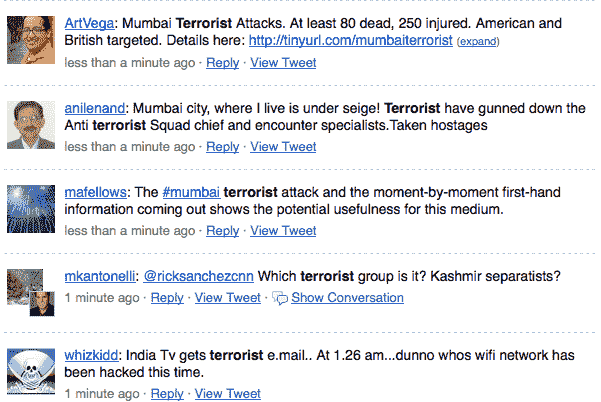 ArtVega: Mumbai Terrorist Attacks. At least 80 dead, 250 injured. American and
British targeted. Details here: http://tinyurl.com/mumbaiterrorist (expand)
less than a minute ago · Reply · View Tweet
anilenand: Mumbai city, where I live is under seige! Terrorist have gunned down the
Anti terrorist Squad chief and encounter specialists.Taken hostages
less than a minute ago · Reply · View Tweet
mafellows: The #mumbai terrorist attack and the moment-by-moment first-hand
information coming out shows the potential usefulness for this medium.
less than a minute ago · Reply · View Tweet
mkantonelli: @ricksanchezcnn Which terrorist group is it? Kashmir separatists?
1 minute ago · Reply · View Tweet · Show Conversation
whizkidd: India Tv gets terrorist e.mail.. At 1.26 am...dunno whos wifi network has
been hacked this time.
1 minute ago · Reply · View Tweet